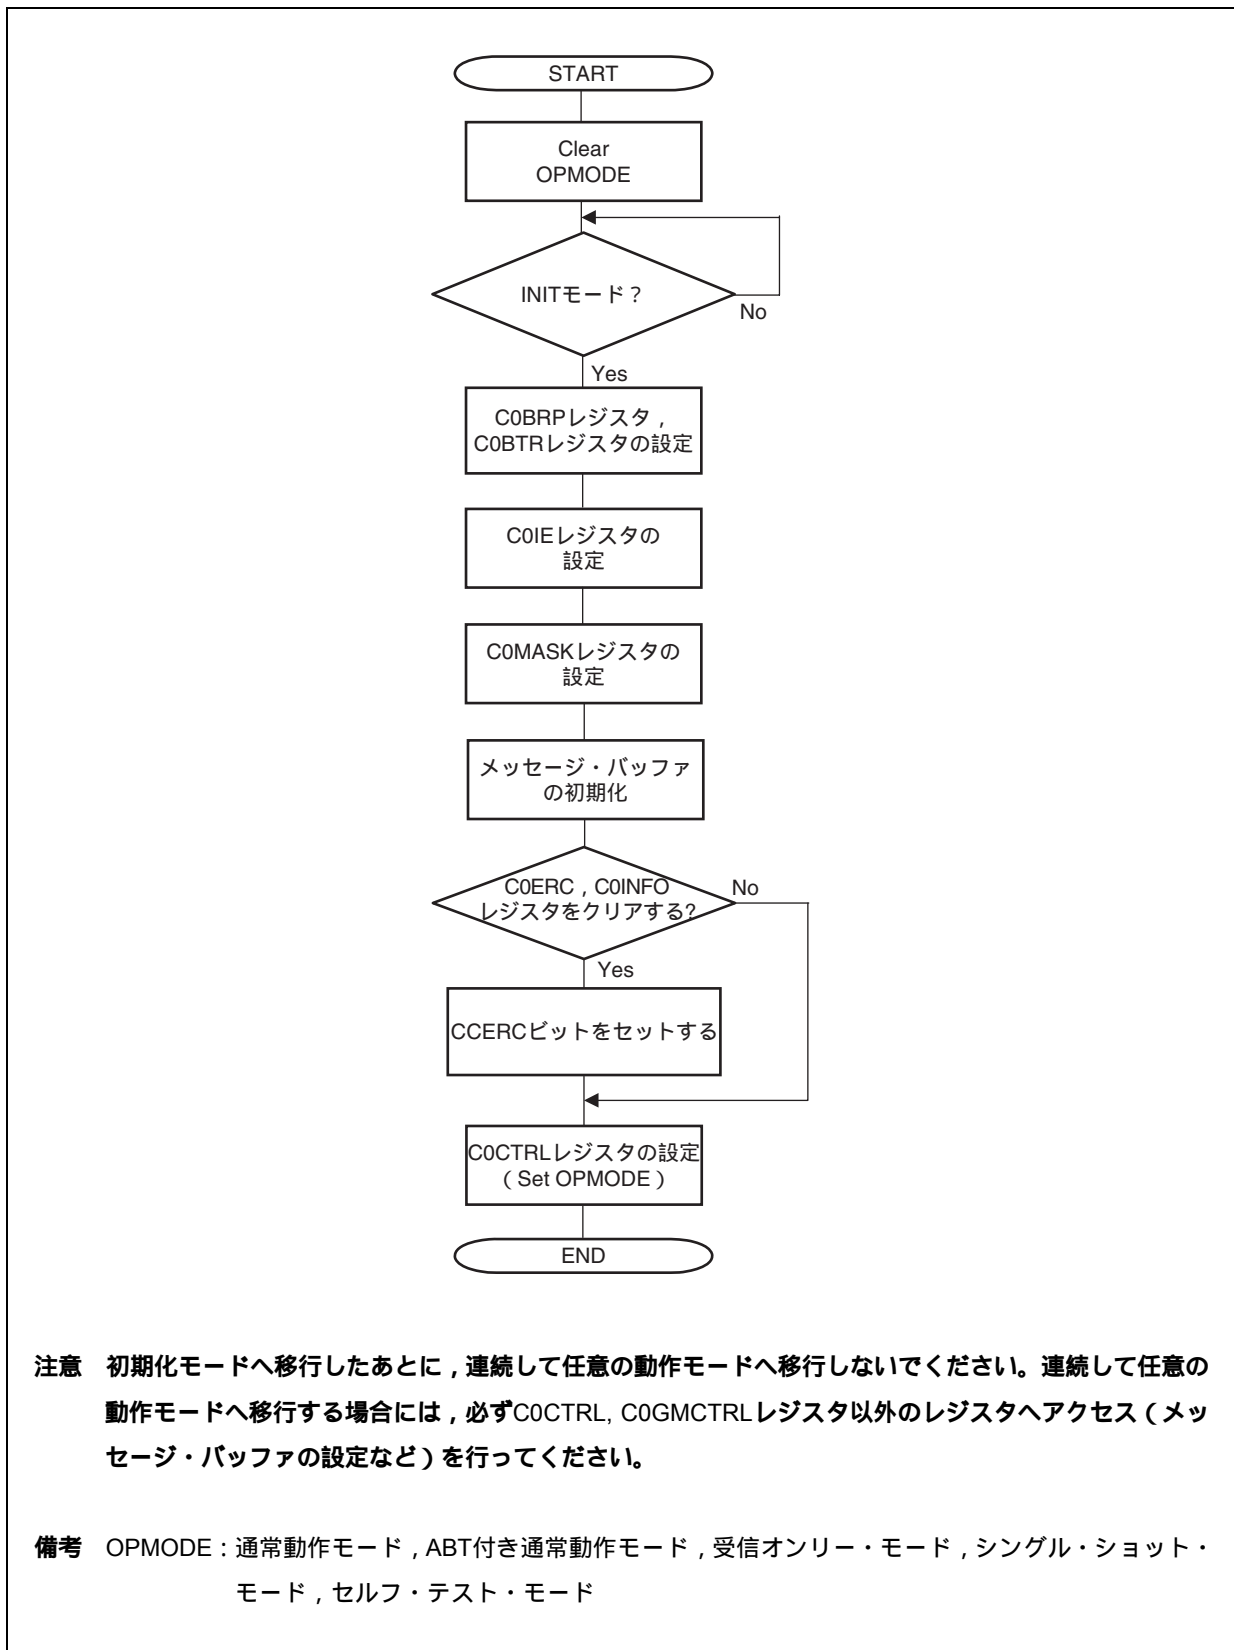 START
Clear
OPMODE
INITモード？
No
Yes
C0BRPレジスタ，
C0BTRレジスタの設定
C0IEレジスタの
設定
C0MASKレジスタの
設定
メッセージ・バッファ
の初期化
C0ERC，C0INFO
レジスタをクリアする?
No
Yes
CCERCビットをセットする
C0CTRLレジスタの設定
（Set OPMODE）
END
注意　初期化モードへ移行したあとに，連続して任意の動作モードへ移行しないでください。連続して任意の
動作モードへ移行する場合には，必ずC0CTRL, C0GMCTRLレジスタ以外のレジスタへアクセス（メッ
セージ・バッファの設定など）を行ってください。
備考　OPMODE：通常動作モード，ABT付き通常動作モード，受信オンリー・モード，シングル・ショット・
モード，セルフ・テスト・モード